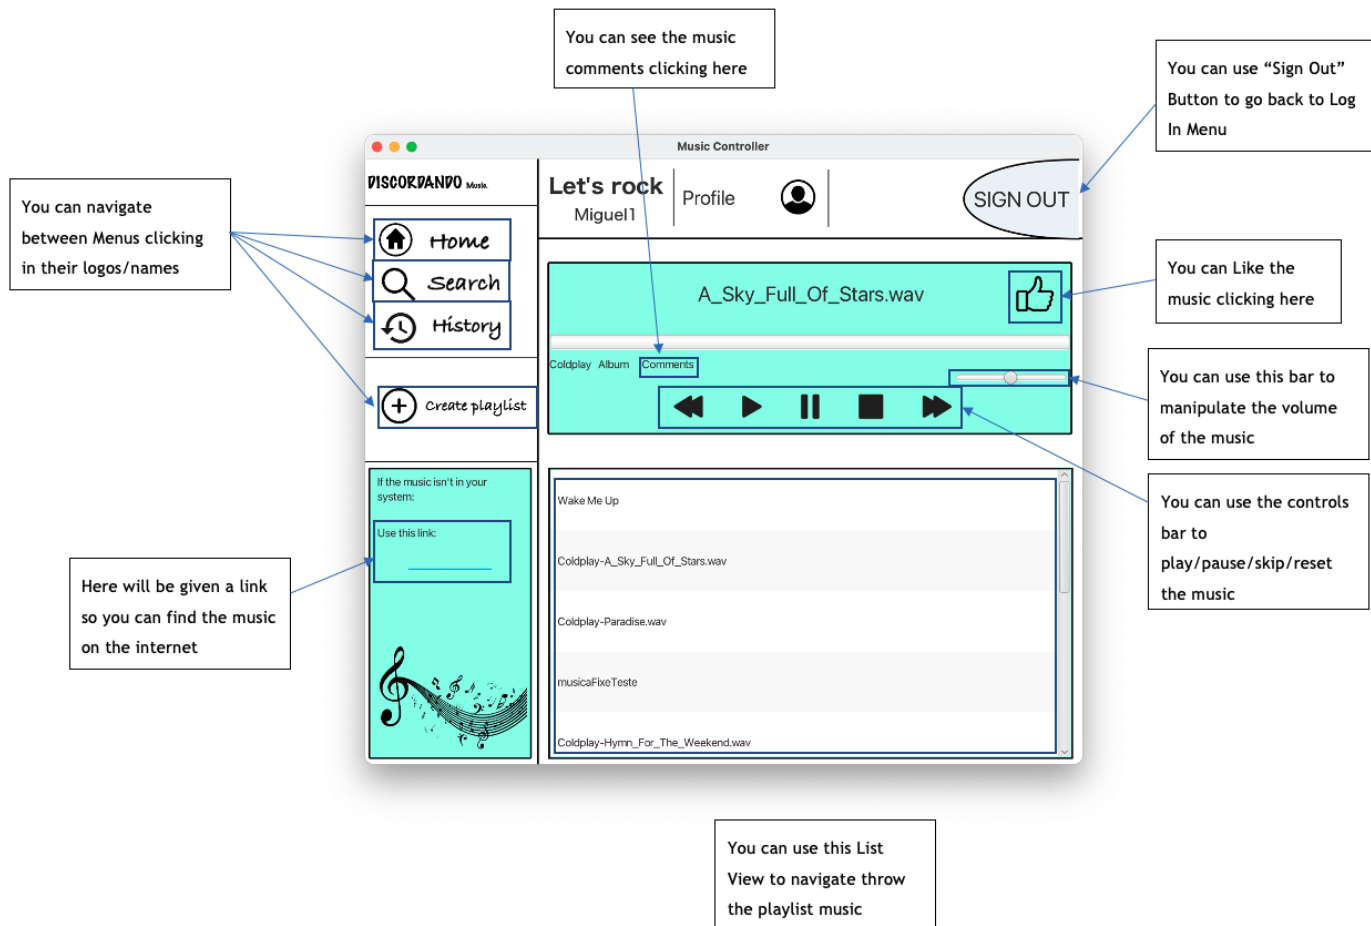 You can see the music
comments clicking here
You can use “Sign Out”
Button to go back to Log
In Menu
Music Controller
DISCORDANDO Music.
Let's rock
Miguel1
Profile
SIGN OUT
You can navigate
between Menus clicking
in their logos/names
Home
Search
History
Create playlist
A_Sky_Full_Of_Stars.wav
You can Like the
music clicking here
Coldplay Album Comments
You can use this bar to
manipulate the volume
of the music
If the music isn't in your
system:
Use this link:
Wake Me Up
Coldplay-A_Sky_Full_Of_Stars.wav
Coldplay-Paradise.wav
musicaFixeTeste
Coldplay-Hymn_For_The_Weekend.wav
You can use the controls
bar to
play/pause/skip/reset
the music
Here will be given a link
so you can find the music
on the internet
You can use this List
View to navigate throw
the playlist music